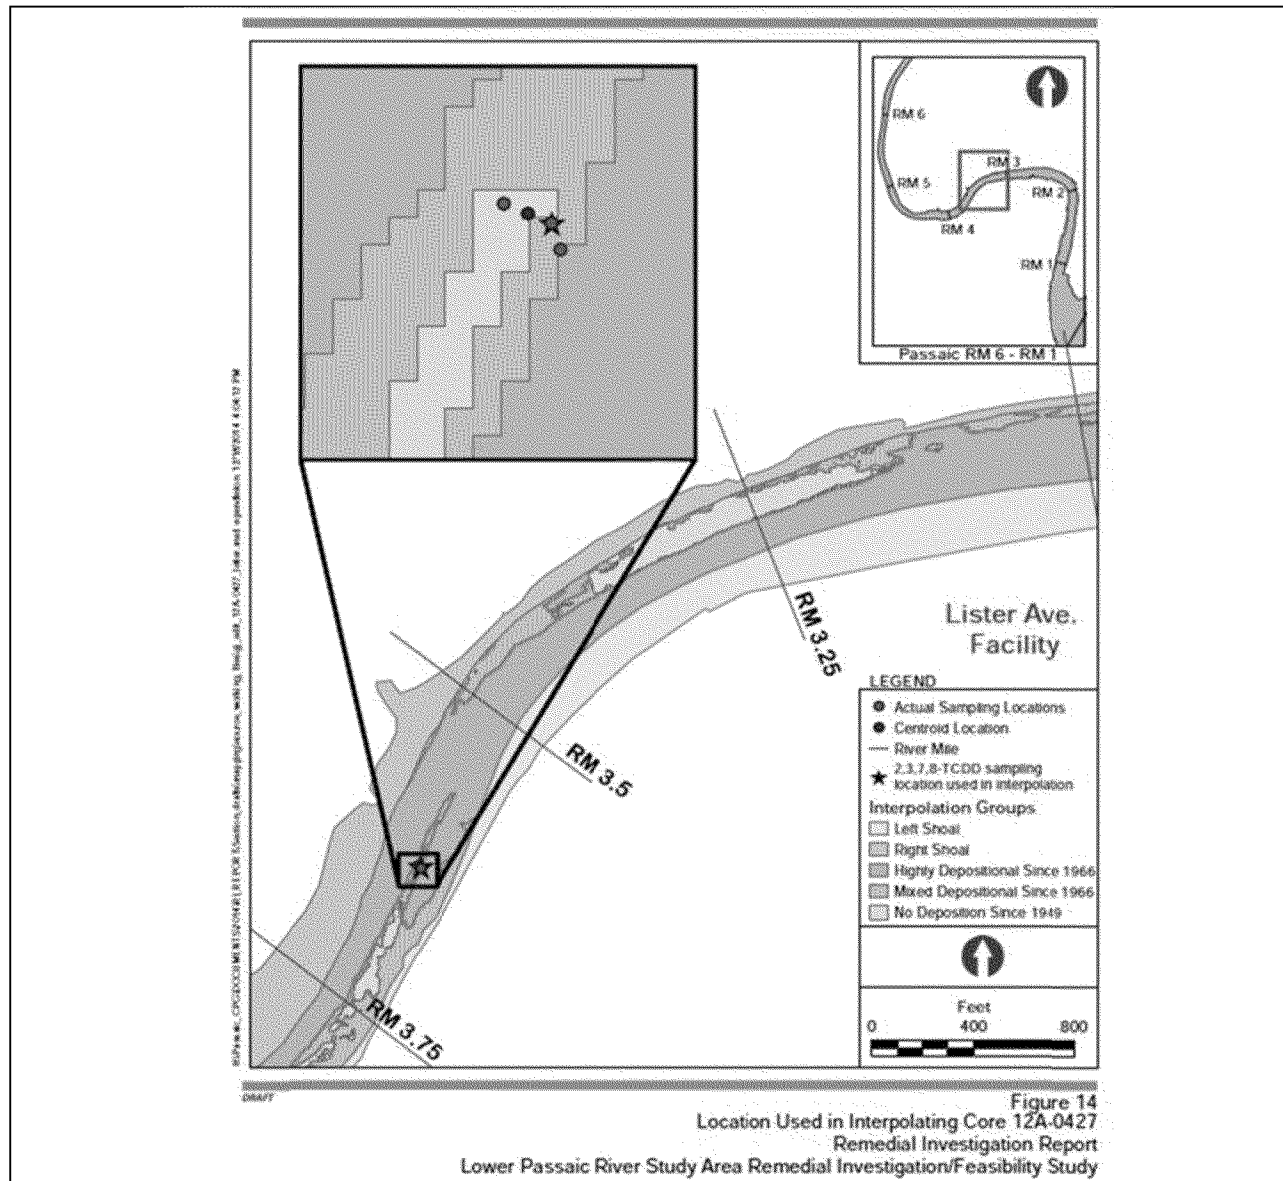 RM 6
RM 3
RM 5
RM 2
RM 4
RM 1
Passaic RM 6 - RM 1
RM 3.25
RM 3.5
RM 3.75
Lister Ave.
Facility
LEGEND
Actual Sampling Locations
Centroid Location
River Mile
2,3,7,8-TCDD sampling
location used in interpolation
Interpolation Groups
Left Shoal
Right Shoal
Highly Depositional Since 1966
Mixed Depositional Since 1966
No Deposition Since 1949
Feet
0 400 800
DRAFT
Figure 14
Location Used in Interpolating Core 12A-0427
Remedial Investigation Report
Lower Passaic River Study Area Remedial Investigation/Feasibility Study